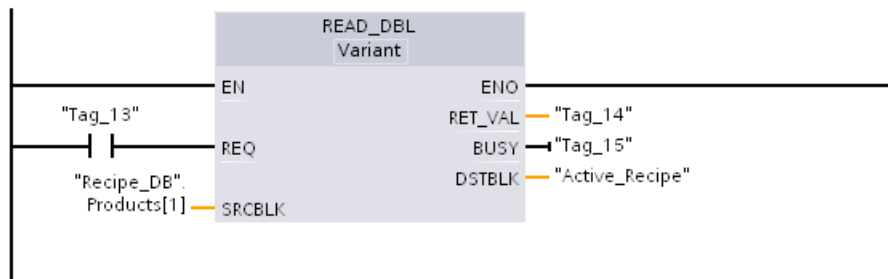 READ_DBL
Variant
EN
ENO
"Tag_13"
RET_VAL
"Tag_14"
REQ
BUSY
"Tag_15"
"Recipe_DB".
Products[1]
DSTBLK
"Active_Recipe"
SRCBLK